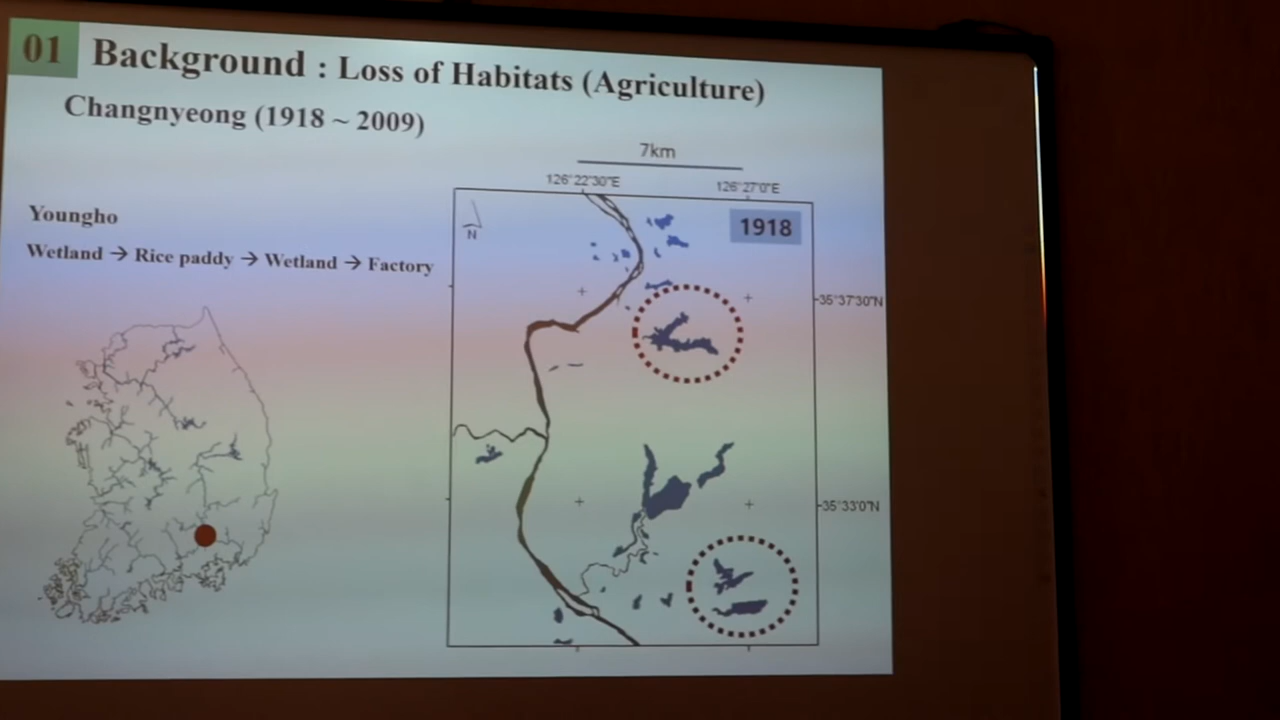 01 Background : Loss of Habitats (Agriculture)
Changnyeong (1918 ~ 2009)
7km
126°22'30"E
126°27'0"E
Youngho
Wetland → Rice paddy → Wetland → Factory
N
1918
35°37'30"N
35°33'0"N